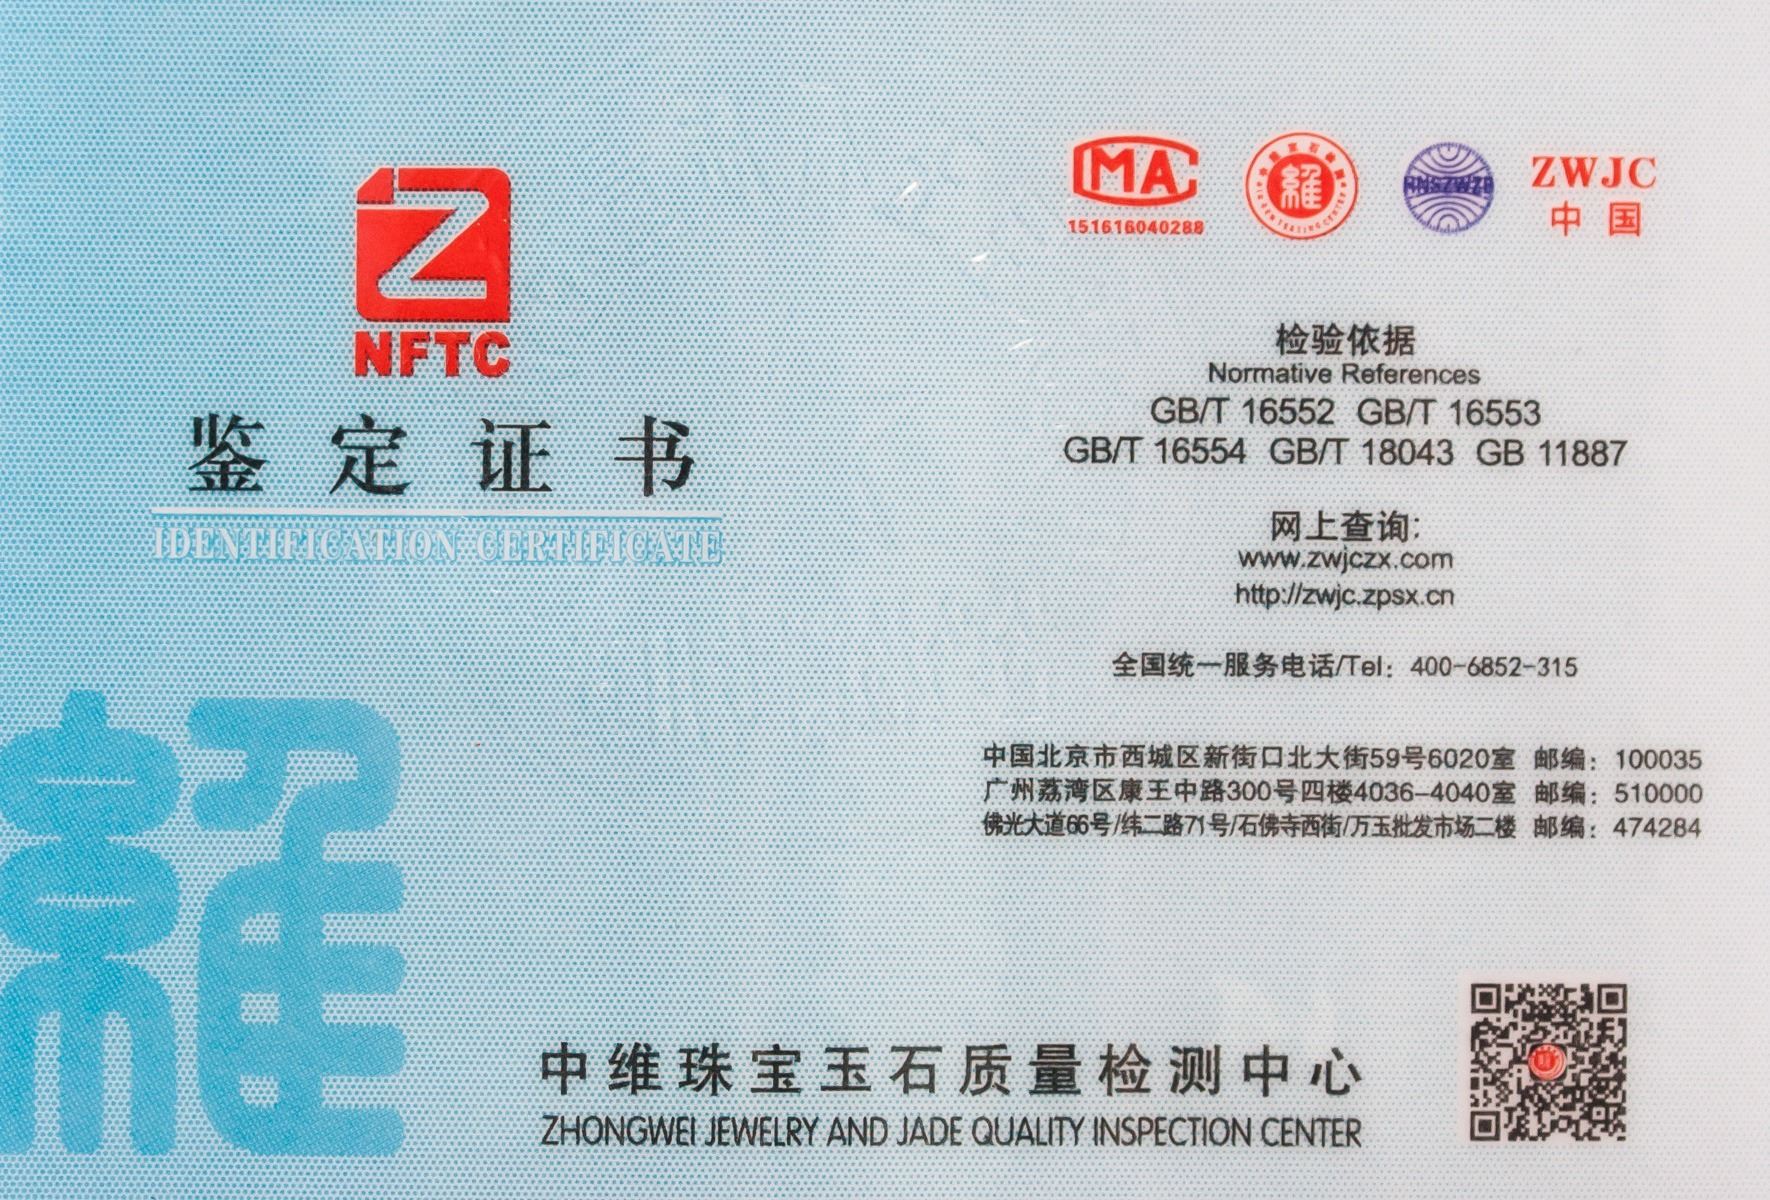 Z
NFTC
鉴定证书
IDENTIFICATION CERTIFICATE
維
MA
151616040288
維
ZWJC
中国
检验依据
Normative References
GB/T 16552 GB/T 16553
GB/T 16554 GB/T 18043 GB 11887
网上查询:
www.zwjczx.com
http://zwjc.zpsx.cn
全国统一服务电话/Tel: 400-6852-315
中国北京市西城区新街口北大街59号6020室 邮编: 100035
广州荔湾区康王中路300号四楼4036-4040室 邮编: 510000
佛光大道66号/纬二路71号/石佛寺西街/万玉批发市场二楼 邮编: 474284
中维珠宝玉石质量检测中心
ZHONGWEI JEWELRY AND JADE QUALITY INSPECTION CENTER